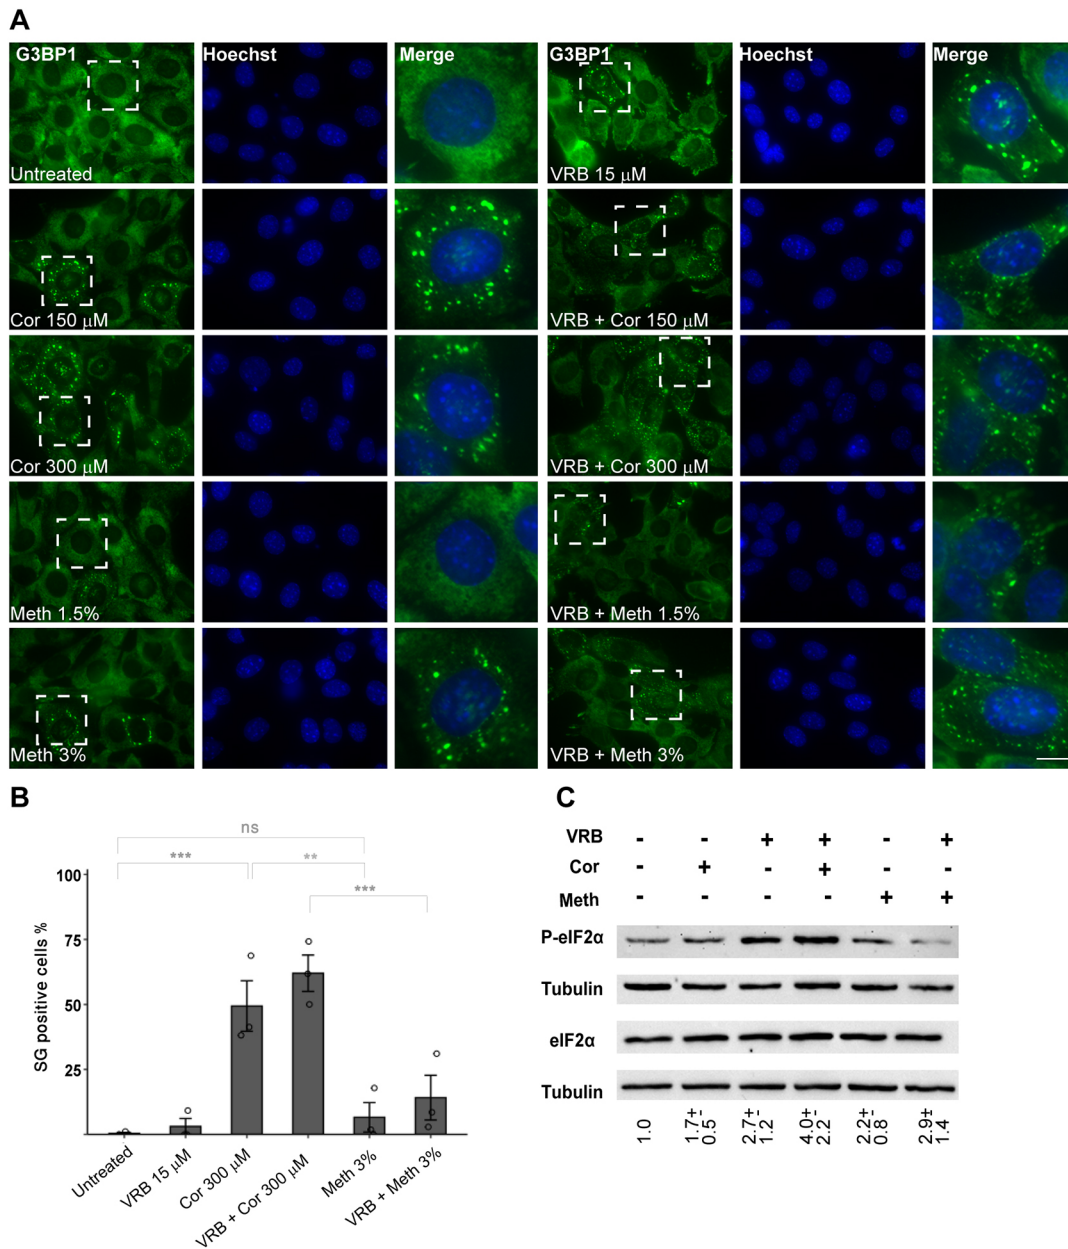 A
G3BP1 Hoechst Merge G3BP1 Hoechst Merge
Untreated VRB 15 μM
Cor 150 μM VRB + Cor 150 μM
Cor 300 μM VRB + Cor 300 μM
Meth 1.5% VRB + Meth 1.5%
Meth 3% VRB + Meth 3%
B
ns
*** **
***
100
75
50
25
SG positive cells %
Untreated
VRB 15 μM
Cor 300 μM
VRB + Cor 300 μM
Meth 3%
VRB + Meth 3%
C
VRB - - + + - +
Cor - + - + - -
Meth - - - - + +
P-eIF2α
Tubulin
eIF2α
Tubulin
1.0
1.7+-
0.5
2.7+-
1.2
4.0+-
2.2
2.2+-
0.8
2.9±
1.4